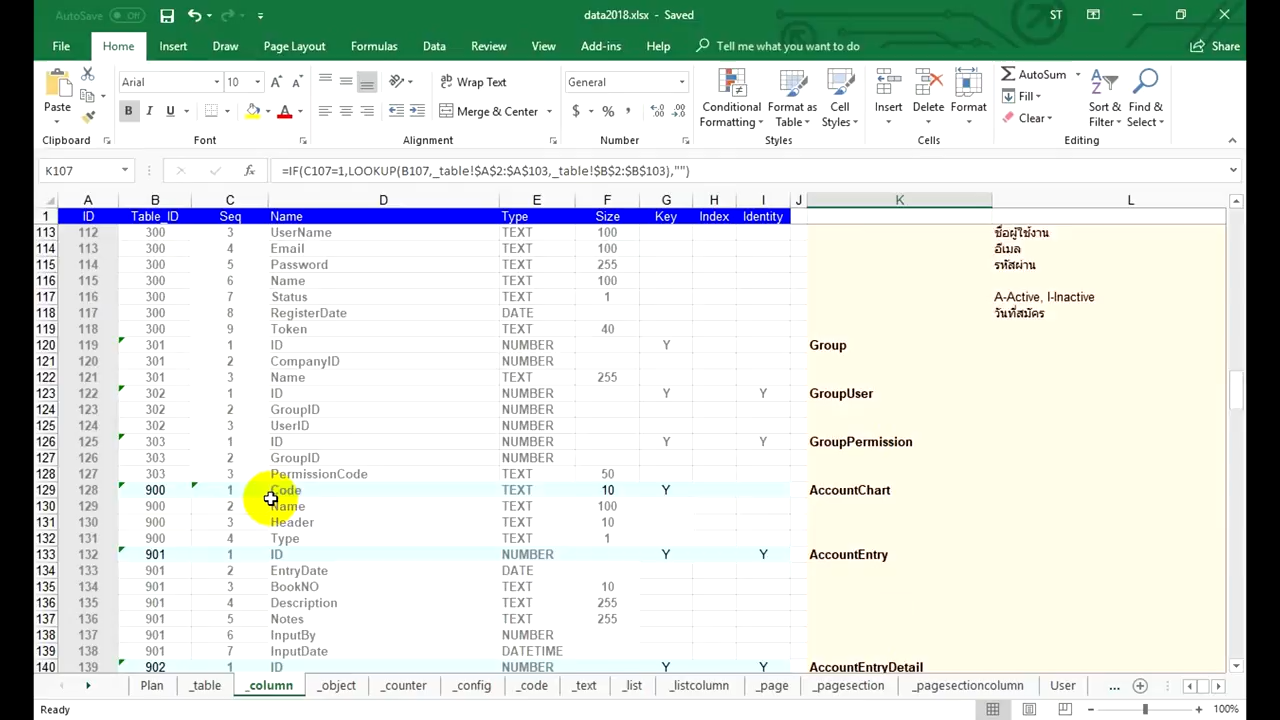 AutoSave Off data2018.xlsx - Saved ST
File Home Insert Draw Page Layout Formulas Data Review View Add-ins Help Tell me what you want to do Share
Paste Arial 10 Wrap Text General Conditional Formatting Format as Table Cell Styles Insert Delete Format AutoSum Fill Clear Sort & Filter Find & Select
B I U Merge & Center $ % ,
Clipboard Font Alignment Number Styles Cells Editing
K107 fx =IF(C107=1,LOOKUP(B107,_table!$A$2:$A$103,_table!$B$2:$B$103),"")
A B C D E F G H I J K L
1 ID Table_ID Seq Name Type Size Key Index Identity
113 112 300 3 UserName TEXT 100 ชื่อผู้ใช้งาน
114 113 300 4 Email TEXT 100 อีเมล
115 114 300 5 Password TEXT 255 รหัสผ่าน
116 115 300 6 Name TEXT 100
117 116 300 7 Status TEXT 1 A-Active, I-Inactive
118 117 300 8 RegisterDate DATE วันที่สมัคร
119 118 300 9 Token TEXT 40
120 119 301 1 ID NUMBER Y Group
121 120 301 2 CompanyID NUMBER
122 121 301 3 Name TEXT 255
123 122 302 1 ID NUMBER Y Y GroupUser
124 123 302 2 GroupID NUMBER
125 124 302 3 UserID NUMBER
126 125 303 1 ID NUMBER Y Y GroupPermission
127 126 303 2 GroupID NUMBER
128 127 303 3 PermissionCode TEXT 50
129 128 900 1 Code TEXT 10 Y AccountChart
130 129 900 2 Name TEXT 100
131 130 900 3 Header TEXT 10
132 131 900 4 Type TEXT 1
133 132 901 1 ID NUMBER Y Y AccountEntry
134 133 901 2 EntryDate DATE
135 134 901 3 BookNO TEXT 10
136 135 901 4 Description TEXT 255
137 136 901 5 Notes TEXT 255
138 137 901 6 InputBy NUMBER
139 138 901 7 InputDate DATETIME
140 139 902 1 ID NUMBER Y Y AccountEntryDetail
Plan _table _column _object _counter _config _code _text _list _listcolumn _page _pagesection _pagesectioncolumn User ...
Ready 100%